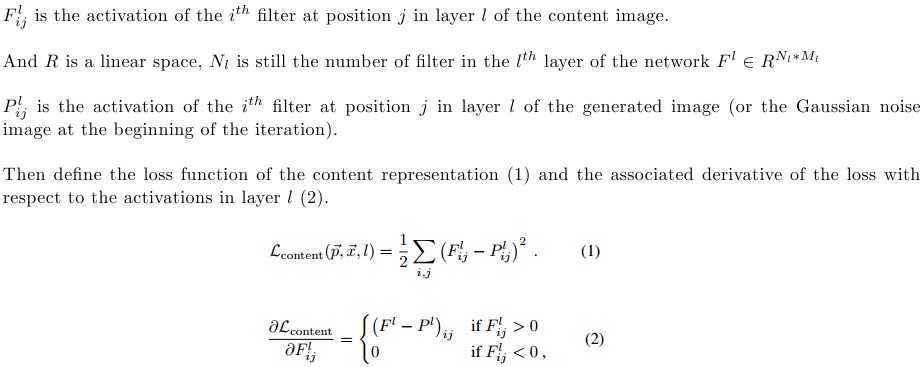 $F_{ij}^{l}$ is the activation of the $i^{th}$ filter at position $j$ in layer $l$ of the content image.
And $R$ is a linear space, $N_l$ is still the number of filter in the $l^{th}$ layer of the network $F^l \in R^{N_l * M_l}$
$P_{ij}^{l}$ is the activation of the $i^{th}$ filter at position $j$ in layer $l$ of the generated image (or the Gaussian noise
image at the beginning of the iteration).
Then define the loss function of the content representation (1) and the associated derivative of the loss with
respect to the activations in layer $l$ (2).
$\mathcal{L}_{\text{content}}(\vec{p}, \vec{x}, l) = \frac{1}{2} \sum_{i,j} \left( F_{ij}^{l} - P_{ij}^{l} \right)^2 .$ (1)
$\frac{\partial \mathcal{L}_{\text{content}}}{\partial F_{ij}^{l}} = \begin{cases} \left( F^l - P^l \right)_{ij} & \text{if } F_{ij}^{l} > 0 \\ 0 & \text{if } F_{ij}^{l} < 0 , \end{cases}$ (2)